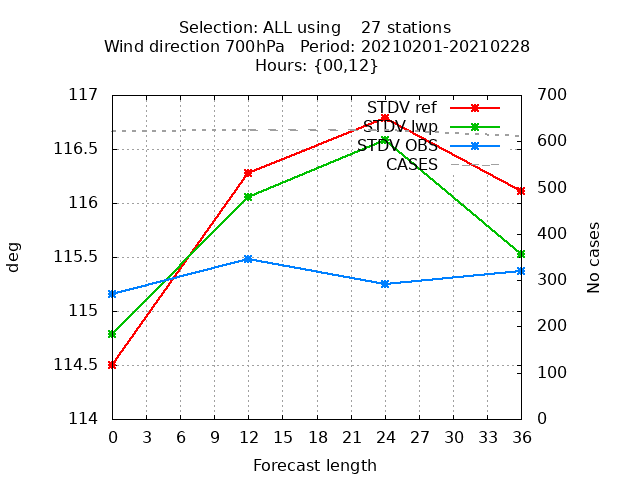 Selection: ALL using    27 stations
Wind direction 700hPa   Period: 20210201-20210228
Hours: {00,12}
117 700
STDV ref
STDV lwp
116.5 600
STDV OBS
CASES
500
116
400
115.5
300
115
200
114.5
100
114 0
deg
No cases
0 3 6 9 12 15 18 21 24 27 30 33 36
Forecast length